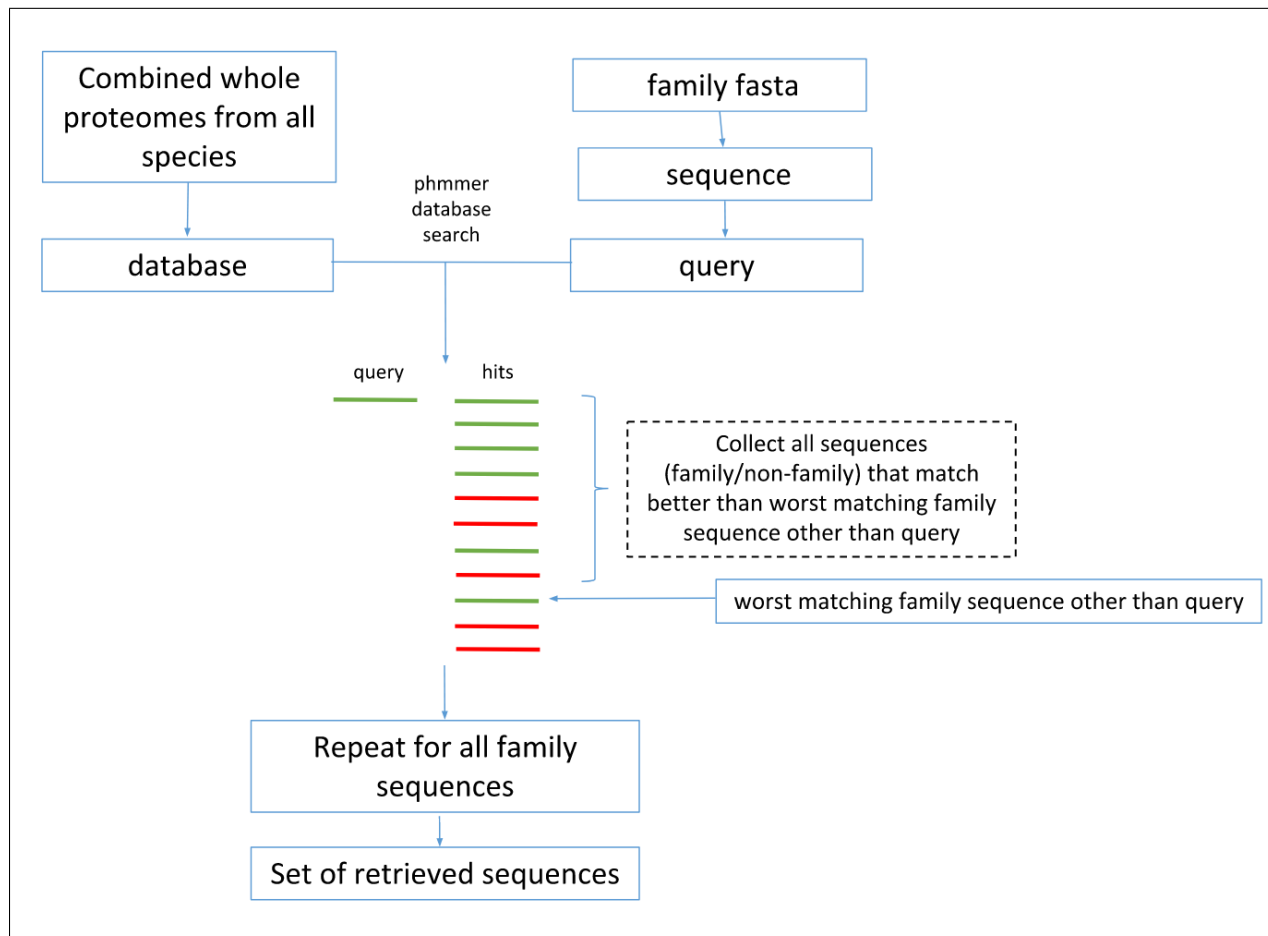 Combined whole
proteomes from all
species
family fasta
sequence
phmmer
database
search
database
query
query
hits
Collect all sequences
(family/non-family) that match
better than worst matching family
sequence other than query
worst matching family sequence other than query
Repeat for all family
sequences
Set of retrieved sequences